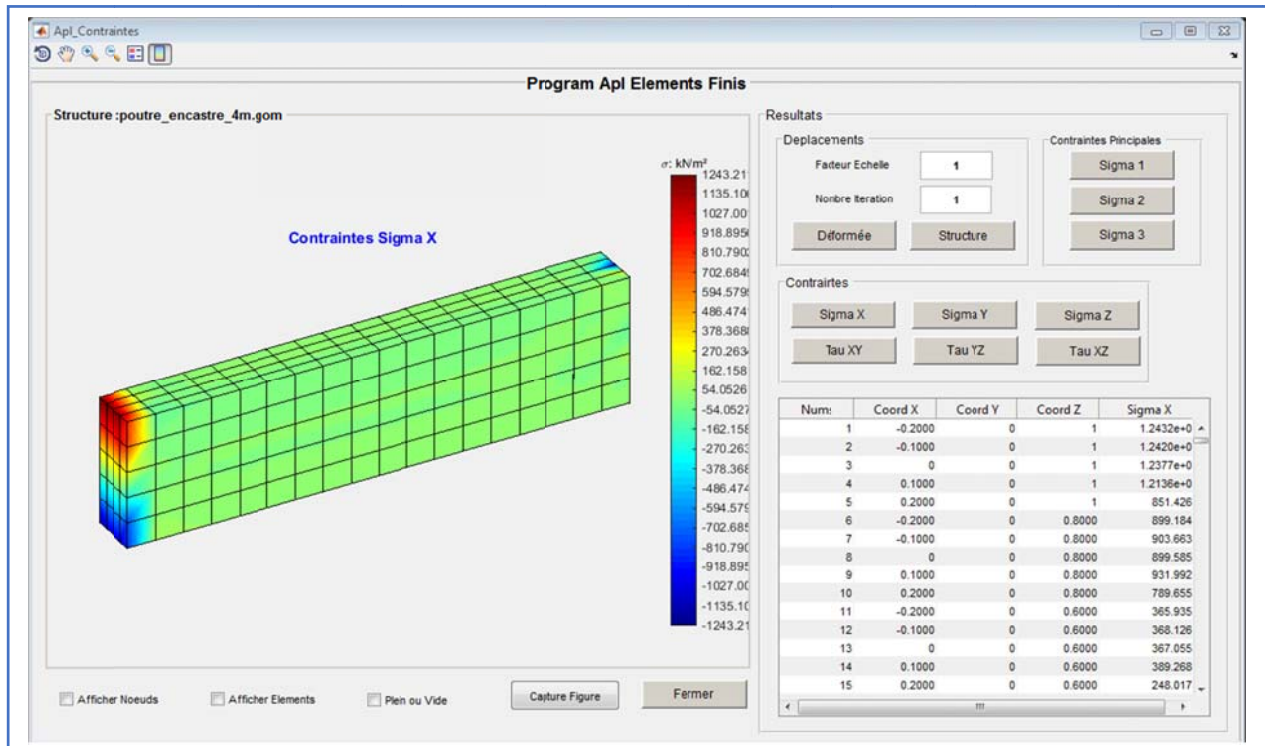 Apl_Contraintes
Program Apl Elements Finis
Structure :poutre_encastre_4m.gom
Contraintes Sigma X
σ: kN/m²
1243.21
1135.10
1027.00
918.895
810.790
702.684
594.579
486.474
378.368
270.263
162.158
54.0526
-54.0527
-162.158
-270.263
-378.368
-486.474
-594.579
-702.685
-810.790
-918.895
-1027.00
-1135.10
-1243.21
Afficher Noeuds
Afficher Elements
Plein ou Vide
Capture Figure
Fermer
Resultats
Deplacements
Fadeur Echelle 1
Nonbre Iteration 1
Déformée Structure
Contraintes Principales
Sigma 1
Sigma 2
Sigma 3
Contraintes
Sigma X Sigma Y Sigma Z
Tau XY Tau YZ Tau XZ
Num: Coord X Coord Y Coord Z Sigma X
1 -0.2000 0 1 1.2432e+0
2 -0.1000 0 1 1.2420e+0
3 0 0 1 1.2377e+0
4 0.1000 0 1 1.2136e+0
5 0.2000 0 1 851.426
6 -0.2000 0 0.8000 899.184
7 -0.1000 0 0.8000 903.663
8 0 0 0.8000 899.585
9 0.1000 0 0.8000 931.992
10 0.2000 0 0.8000 789.655
11 -0.2000 0 0.6000 365.935
12 -0.1000 0 0.6000 368.126
13 0 0 0.6000 367.055
14 0.1000 0 0.6000 389.268
15 0.2000 0 0.6000 248.017